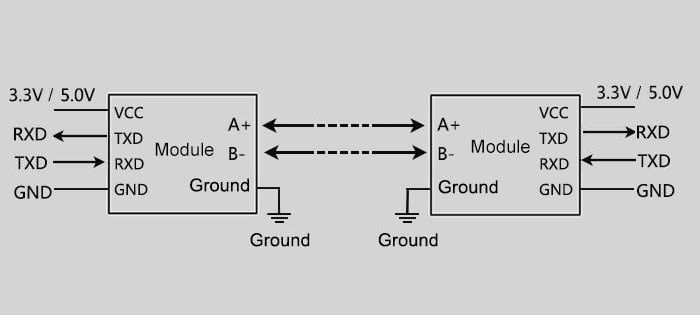 3.3V / 5.0V
VCC
RXD
TXD
TXD
RXD
GND
GND
Module
A+
B-
Ground
Ground
3.3V / 5.0V
A+
B-
Ground
Module
VCC
TXD
RXD
RXD
TXD
GND
GND
Ground